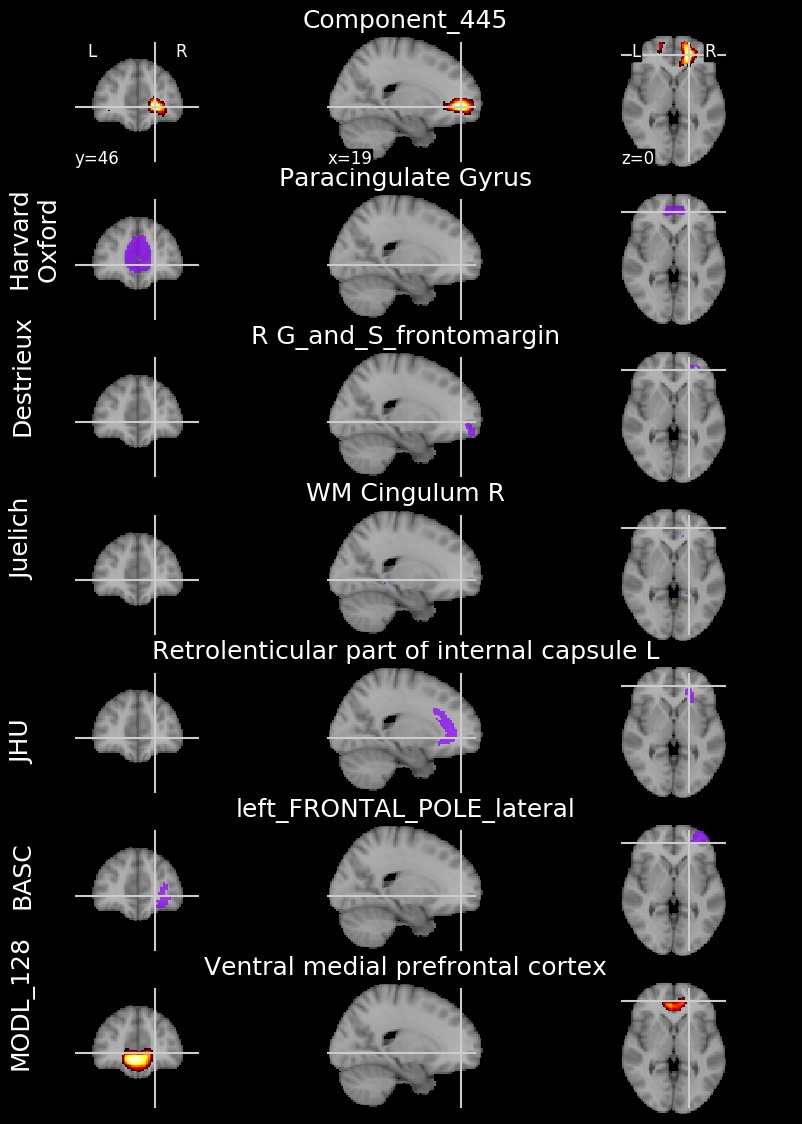 Component_445
L R
L R
y=46
x=19
z=0
Paracingulate Gyrus
Harvard
Oxford
R G_and_S_frontomargin
Destrieux
WM Cingulum R
Juelich
Retrolenticular part of internal capsule L
JHU
left_FRONTAL_POLE_lateral
BASC
Ventral medial prefrontal cortex
MODL_128